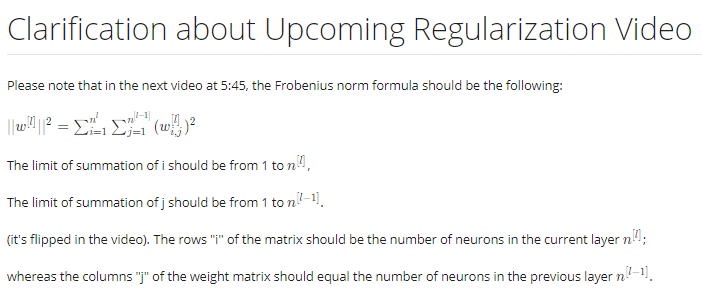 Clarification about Upcoming Regularization Video
Please note that in the next video at 5:45, the Frobenius norm formula should be the following:
||w^{[l]}||^2 = ∑_{i=1}^{n^l} ∑_{j=1}^{n^{[l-1]}} (w_{i,j}^{[l]})^2
The limit of summation of i should be from 1 to n^{[l]},
The limit of summation of j should be from 1 to n^{[l-1]}.
(it's flipped in the video). The rows "i" of the matrix should be the number of neurons in the current layer n^{[l]};
whereas the columns "j" of the weight matrix should equal the number of neurons in the previous layer n^{[l-1]}.